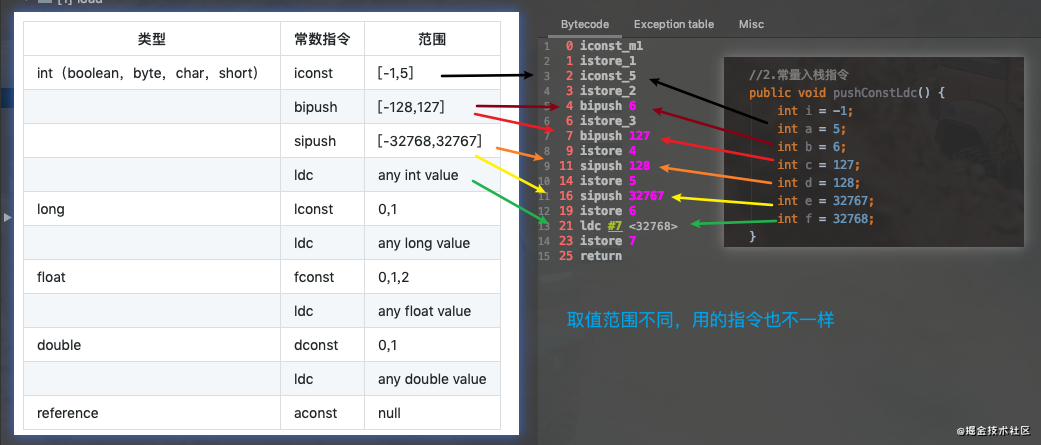 [1] load
类型 常数指令 范围
int（boolean，byte，char，short） iconst [-1,5]
bipush [-128,127]
sipush [-32768,32767]
ldc any int value
long lconst 0,1
ldc any long value
float fconst 0,1,2
ldc any float value
double dconst 0,1
ldc any double value
reference aconst null
Bytecode Exception table Misc
1 0 iconst_m1
2 1 istore_1
3 2 iconst_5
4 3 istore_2
5 4 bipush 6
6 6 istore_3
7 7 bipush 127
8 9 istore 4
9 11 sipush 128
10 14 istore 5
11 16 sipush 32767
12 19 istore 6
13 21 ldc #7 <32768>
14 23 istore 7
15 25 return
//2.常量入栈指令
public void pushConstLdc() {
int i = -1;
int a = 5;
int b = 6;
int c = 127;
int d = 128;
int e = 32767;
int f = 32768;
}
取值范围不同，用的指令也不一样
@掘金技术社区